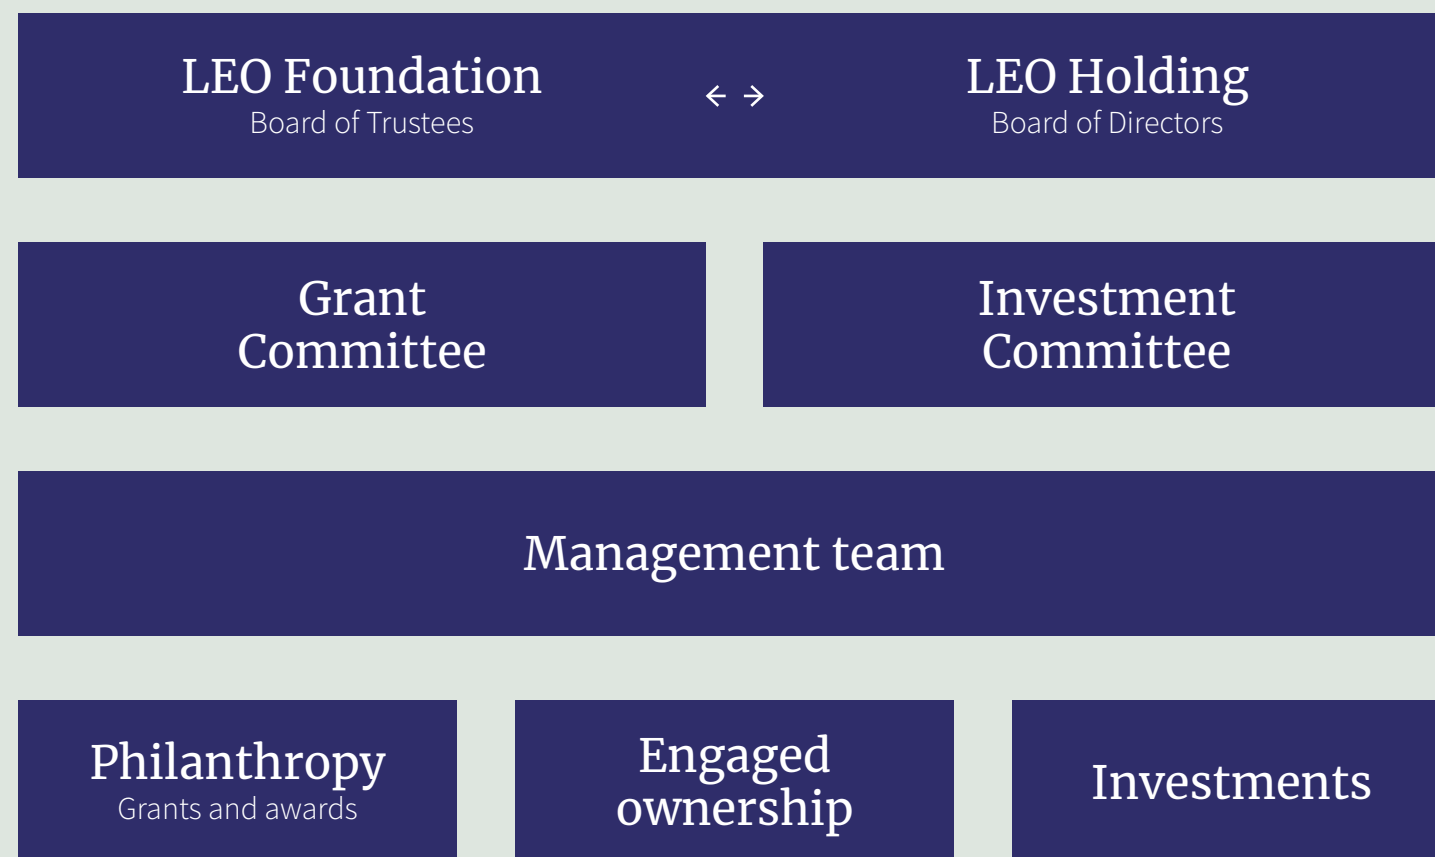 LEO Foundation
Board of Trustees
← →
LEO Holding
Board of Directors
Grant
Committee
Investment
Committee
Management team
Philanthropy
Grants and awards
Engaged
ownership
Investments